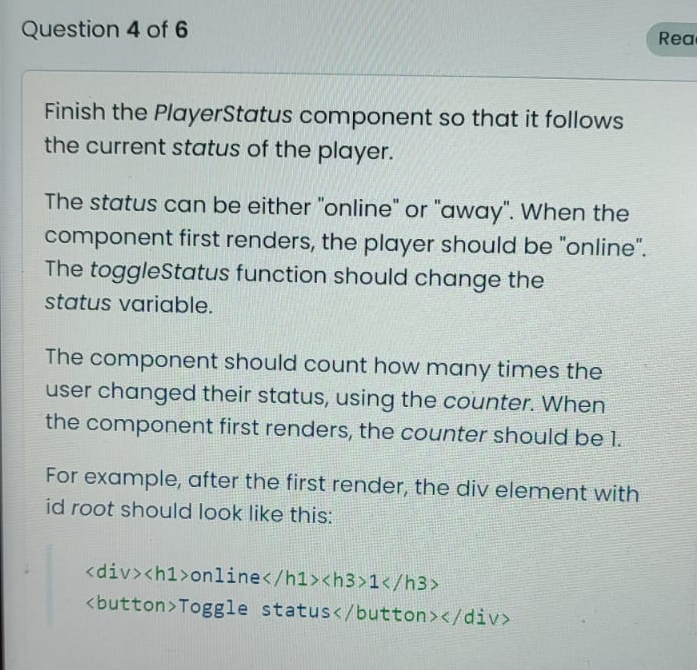 Question 4 of 6
Finish the PlayerStatus component so that it follows
the current status of the player.
The status can be either "online" or "away". When the
component first renders, the player should be "online".
The toggleStatus function should change the
status variable.
The component should count how many times the
user changed their status, using the counter. When
the component first renders, the counter should be 1.
For example, after the first render, the div element with
id root should look like this:
<div><h1>online</h1><h3>1</h3>
<button>Toggle status</button></div>